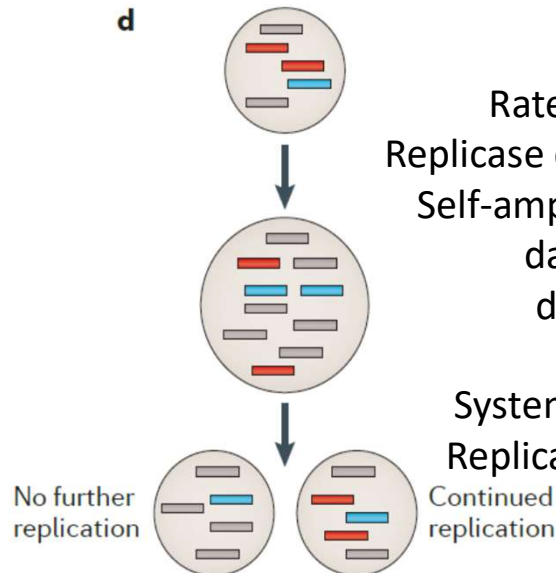 d
Rate
Replicase
Self-amp
da
d
System
Replica
No further
replication
Continued
replication